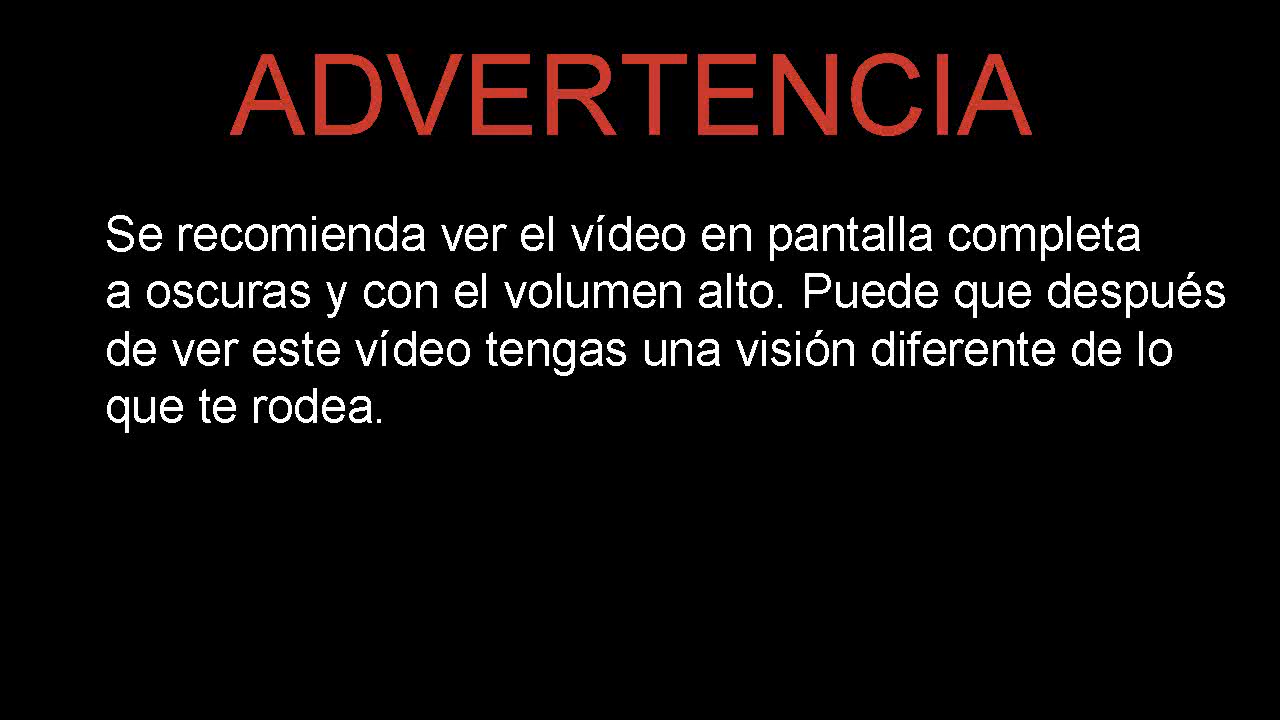 ADVERTENCIA
Se recomienda ver el vídeo en pantalla completa
a oscuras y con el volumen alto. Puede que después
de ver este vídeo tengas una visión diferente de lo
que te rodea.